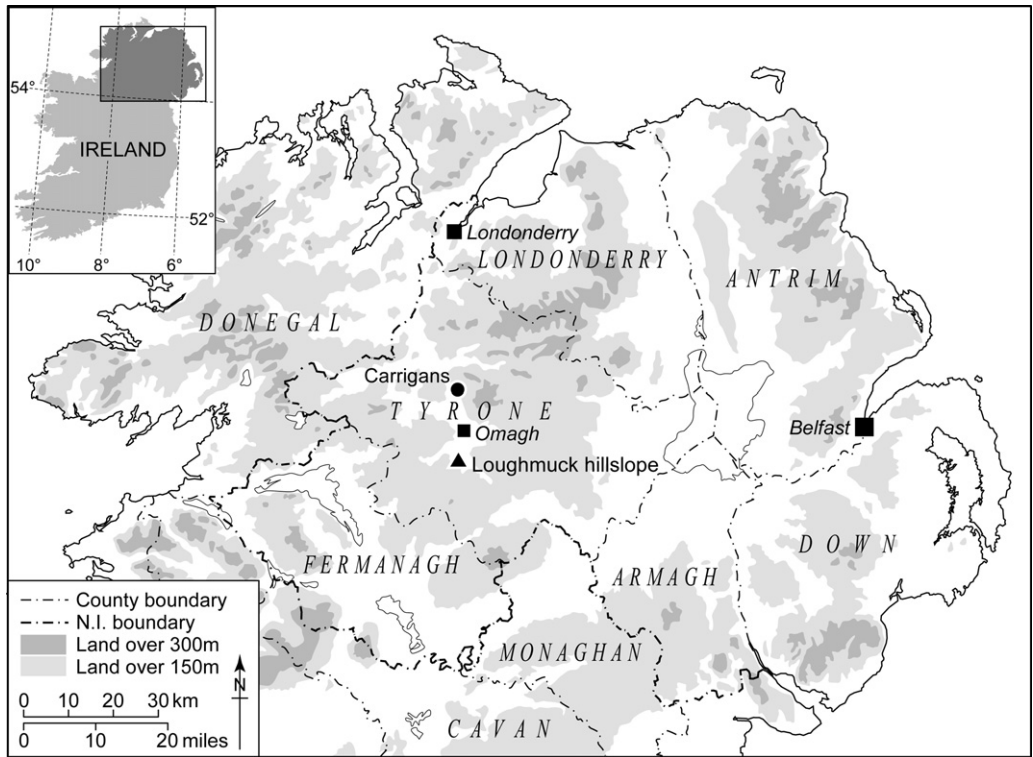 54°
IRELAND
52°
10°
8°
6°
Londonderry
LONDONDERRY
ANTRIM
DONEGAL
Carrigans
TYRONE
Omagh
Belfast
Loughmuck hillslope
DOWN
FERMANAGH
ARMAGH
MONAGHAN
CAVAN
County boundary
N.I. boundary
Land over 300m
Land over 150m
0 10 20 30 km
0 10 20 miles
N